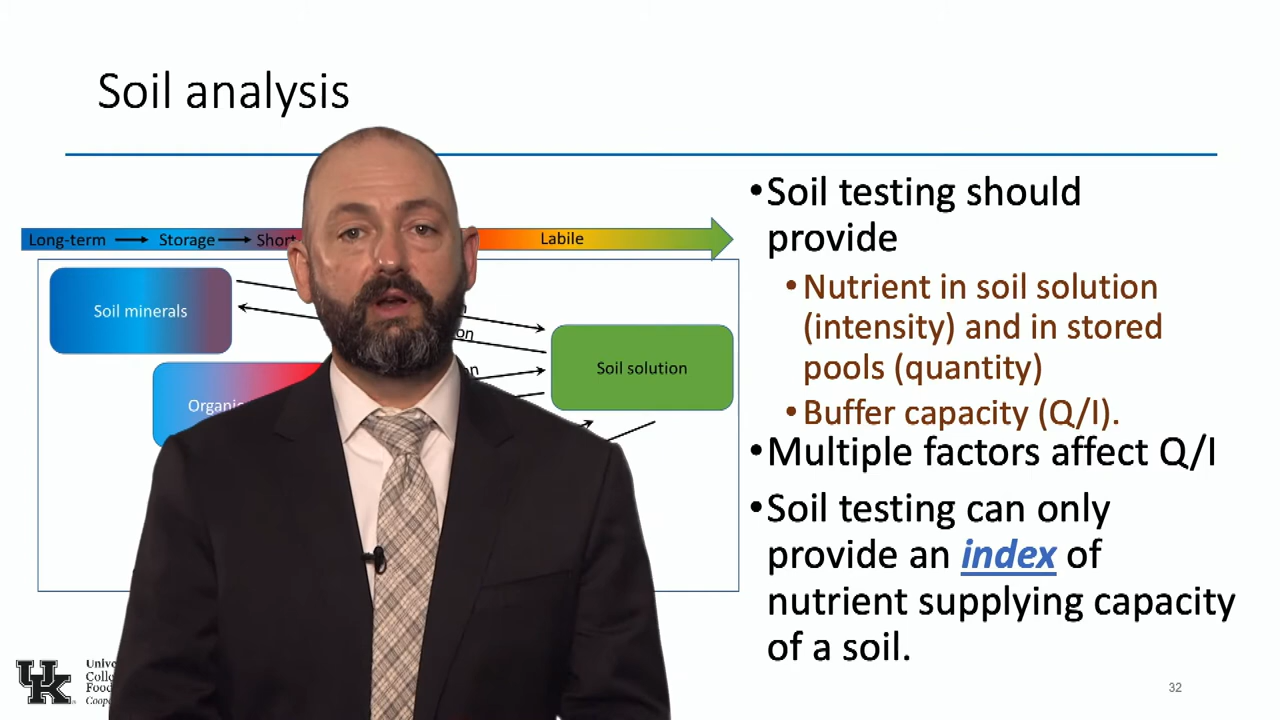 Soil analysis
Long-term
Storage
Short
Labile
Soil minerals
Soil solution
•Soil testing should
provide
•Nutrient in soil solution
(intensity) and in stored
pools (quantity)
•Buffer capacity (Q/I).
•Multiple factors affect Q/I
•Soil testing can only
provide an index of
nutrient supplying capacity
of a soil.
UK
32